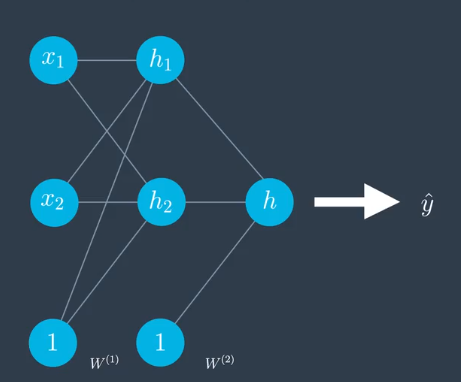 x₁ h₁
x₂ h₂ h ŷ
1 1
W⁽¹⁾ W⁽²⁾